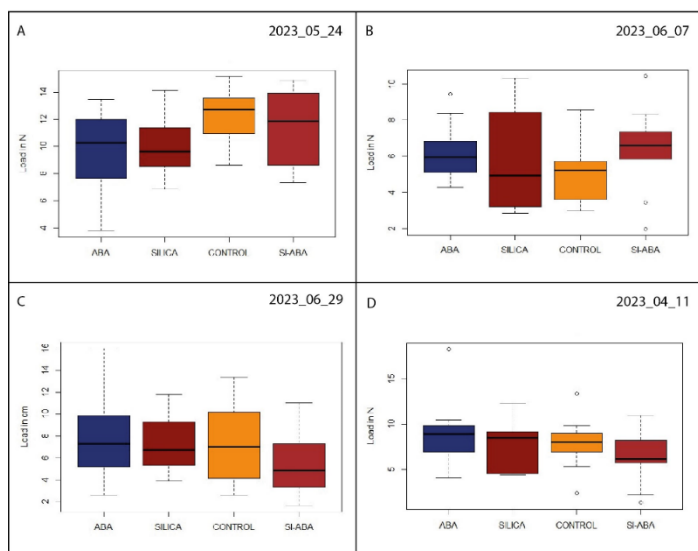 A 2023_05_24
Load in N
14
12
10
8
6
4
ABA SILICA CONTROL SI-ABA
B 2023_06_07
Load in N
10
8
6
4
2
ABA SILICA CONTROL SI-ABA
C 2023_06_29
Load in cm
16
14
12
10
8
6
4
2
ABA SILICA CONTROL SI-ABA
D 2023_04_11
Load in N
15
10
5
ABA SILICA CONTROL SI-ABA